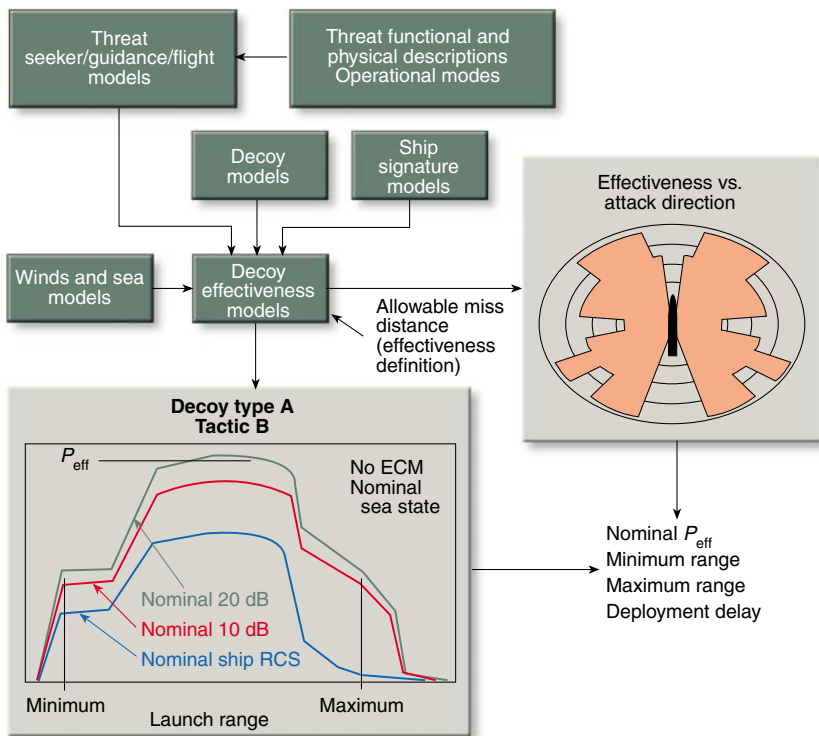 Threat
seeker/guidance/flight
models
Threat functional and
physical descriptions
Operational modes
Decoy
models
Ship
signature
models
Winds and sea
models
Decoy
effectiveness
models
Allowable miss
distance
(effectiveness
definition)
Effectiveness vs.
attack direction
Decoy type A
Tactic B
Peff
No ECM
Nominal
sea state
Nominal 20 dB
Nominal 10 dB
Nominal ship RCS
Minimum
Maximum
Launch range
Nominal Peff
Minimum range
Maximum range
Deployment delay